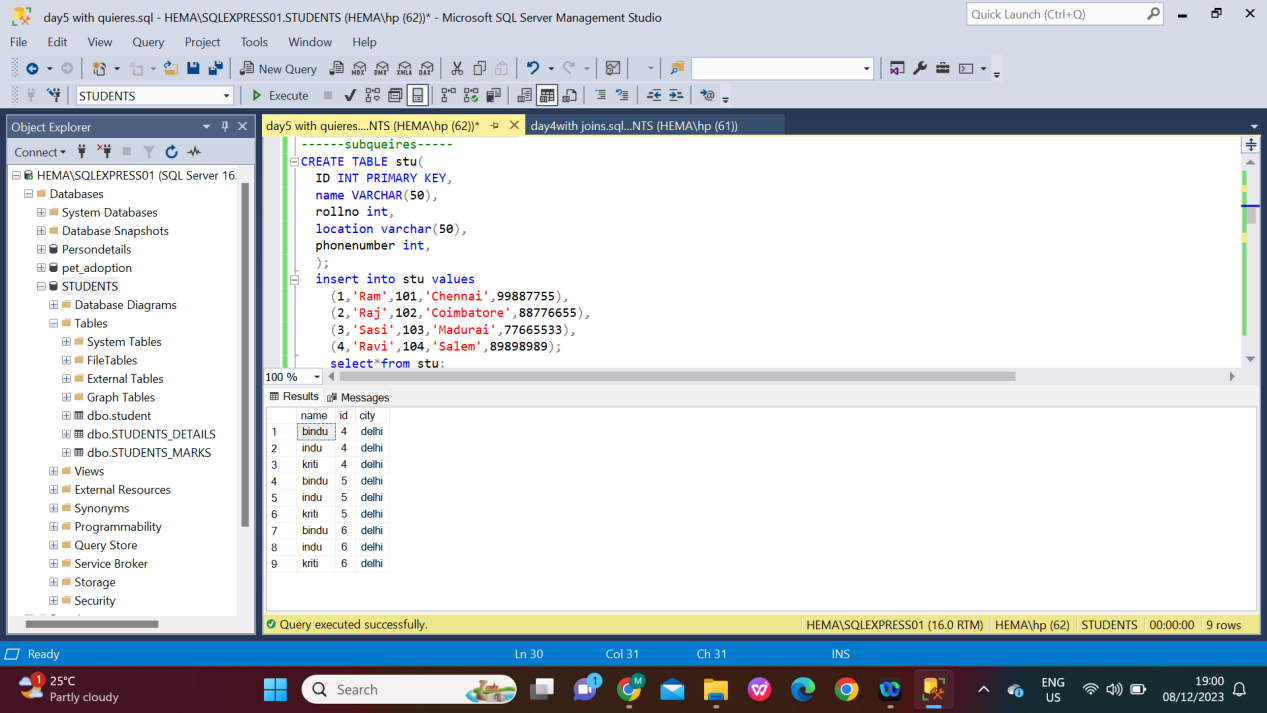 day5 with quieres.sql - HEMA\SQLEXPRESS01.STUDENTS (HEMA\hp (62))* - Microsoft SQL Server Management Studio
Quick Launch (Ctrl+Q)
File Edit View Query Project Tools Window Help
New Query
MDX DMX XMLA DAX
STUDENTS
Execute
Object Explorer
day5 with quieres....NTS (HEMA\hp (62))*
day4with joins.sql...NTS (HEMA\hp (61))
Connect
HEMA\SQLEXPRESS01 (SQL Server 16.
Databases
System Databases
Database Snapshots
Persondetails
pet_adoption
STUDENTS
Database Diagrams
Tables
System Tables
FileTables
External Tables
Graph Tables
dbo.student
dbo.STUDENTS_DETAILS
dbo.STUDENTS_MARKS
Views
External Resources
Synonyms
Programmability
Query Store
Service Broker
Storage
Security
------subqueires-----
CREATE TABLE stu(
ID INT PRIMARY KEY,
name VARCHAR(50),
rollno int,
location varchar(50),
phonenumber int,
);
insert into stu values
(1,'Ram',101,'Chennai',99887755),
(2,'Raj',102,'Coimbatore',88776655),
(3,'Sasi',103,'Madurai',77665533),
(4,'Ravi',104,'Salem',89898989);
select*from stu;
100 %
Results Messages
name id city
1 bindu 4 delhi
2 indu 4 delhi
3 kriti 4 delhi
4 bindu 5 delhi
5 indu 5 delhi
6 kriti 5 delhi
7 bindu 6 delhi
8 indu 6 delhi
9 kriti 6 delhi
Query executed successfully.
HEMA\SQLEXPRESS01 (16.0 RTM) HEMA\hp (62) STUDENTS 00:00:00 9 rows
Ready
Ln 30 Col 31 Ch 31 INS
1
25°C
Partly cloudy
Search
1
M
ENG
US
19:00
08/12/2023